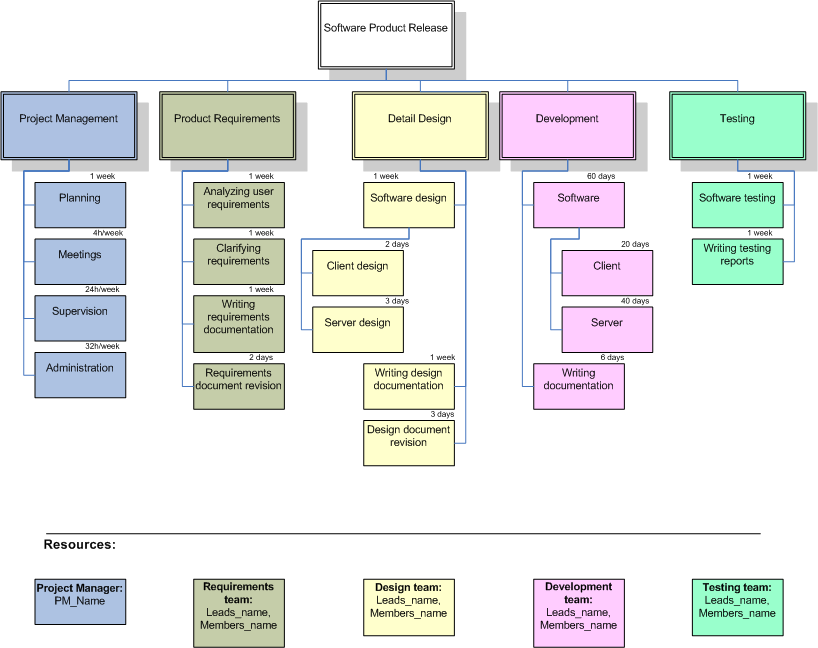 Software Product Release
Project Management
Product Requirements
Detail Design
Development
Testing
1 week
Planning
4h/week
Meetings
24h/week
Supervision
32h/week
Administration
1 week
Analyzing user
requirements
1 week
Clarifying
requirements
1 week
Writing
requirements
documentation
2 days
Requirements
document revision
1 week
Software design
2 days
Client design
3 days
Server design
1 week
Writing design
documentation
3 days
Design document
revision
60 days
Software
20 days
Client
40 days
Server
6 days
Writing
documentation
1 week
Software testing
1 week
Writing testing
reports
Resources:
Project Manager:
PM_Name
Requirements
team:
Leads_name,
Members_name
Design team:
Leads_name,
Members_name
Development
team:
Leads_name,
Members_name
Testing team:
Leads_name,
Members_name